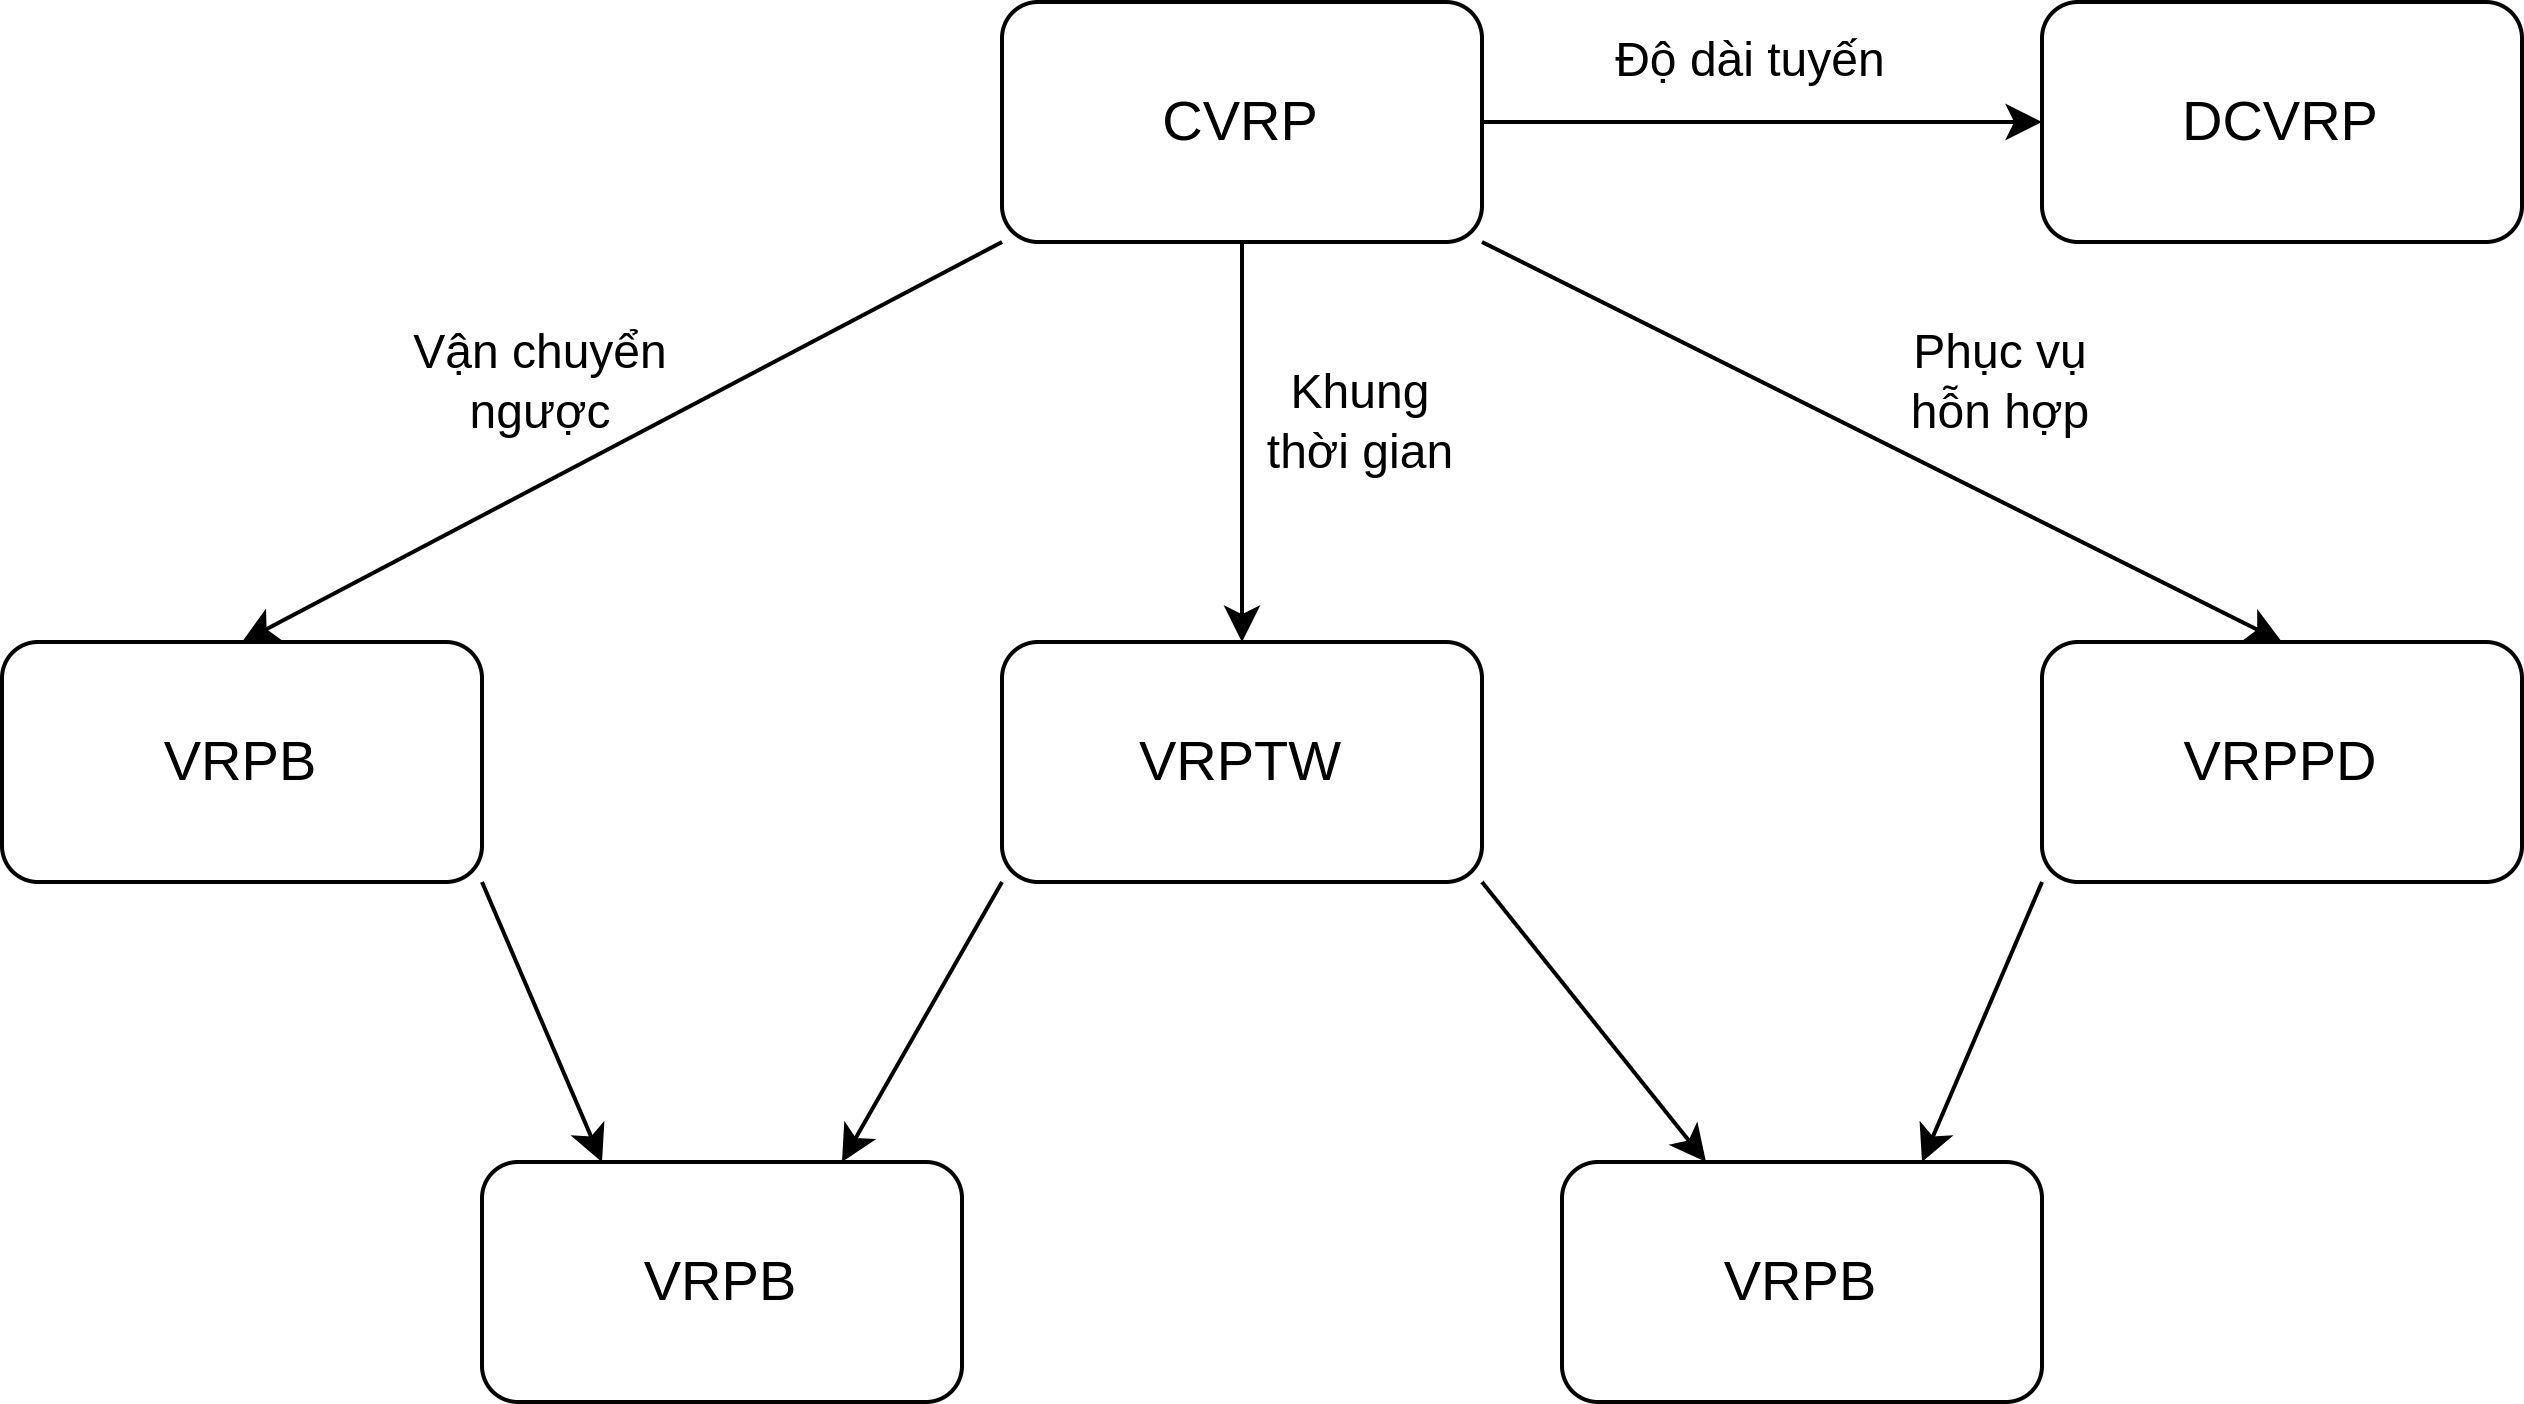 CVRP
Độ dài tuyến
DCVRP
Vận chuyển
ngược
Khung
thời gian
Phục vụ
hỗn hợp
VRPB
VRPTW
VRPPD
VRPB
VRPB